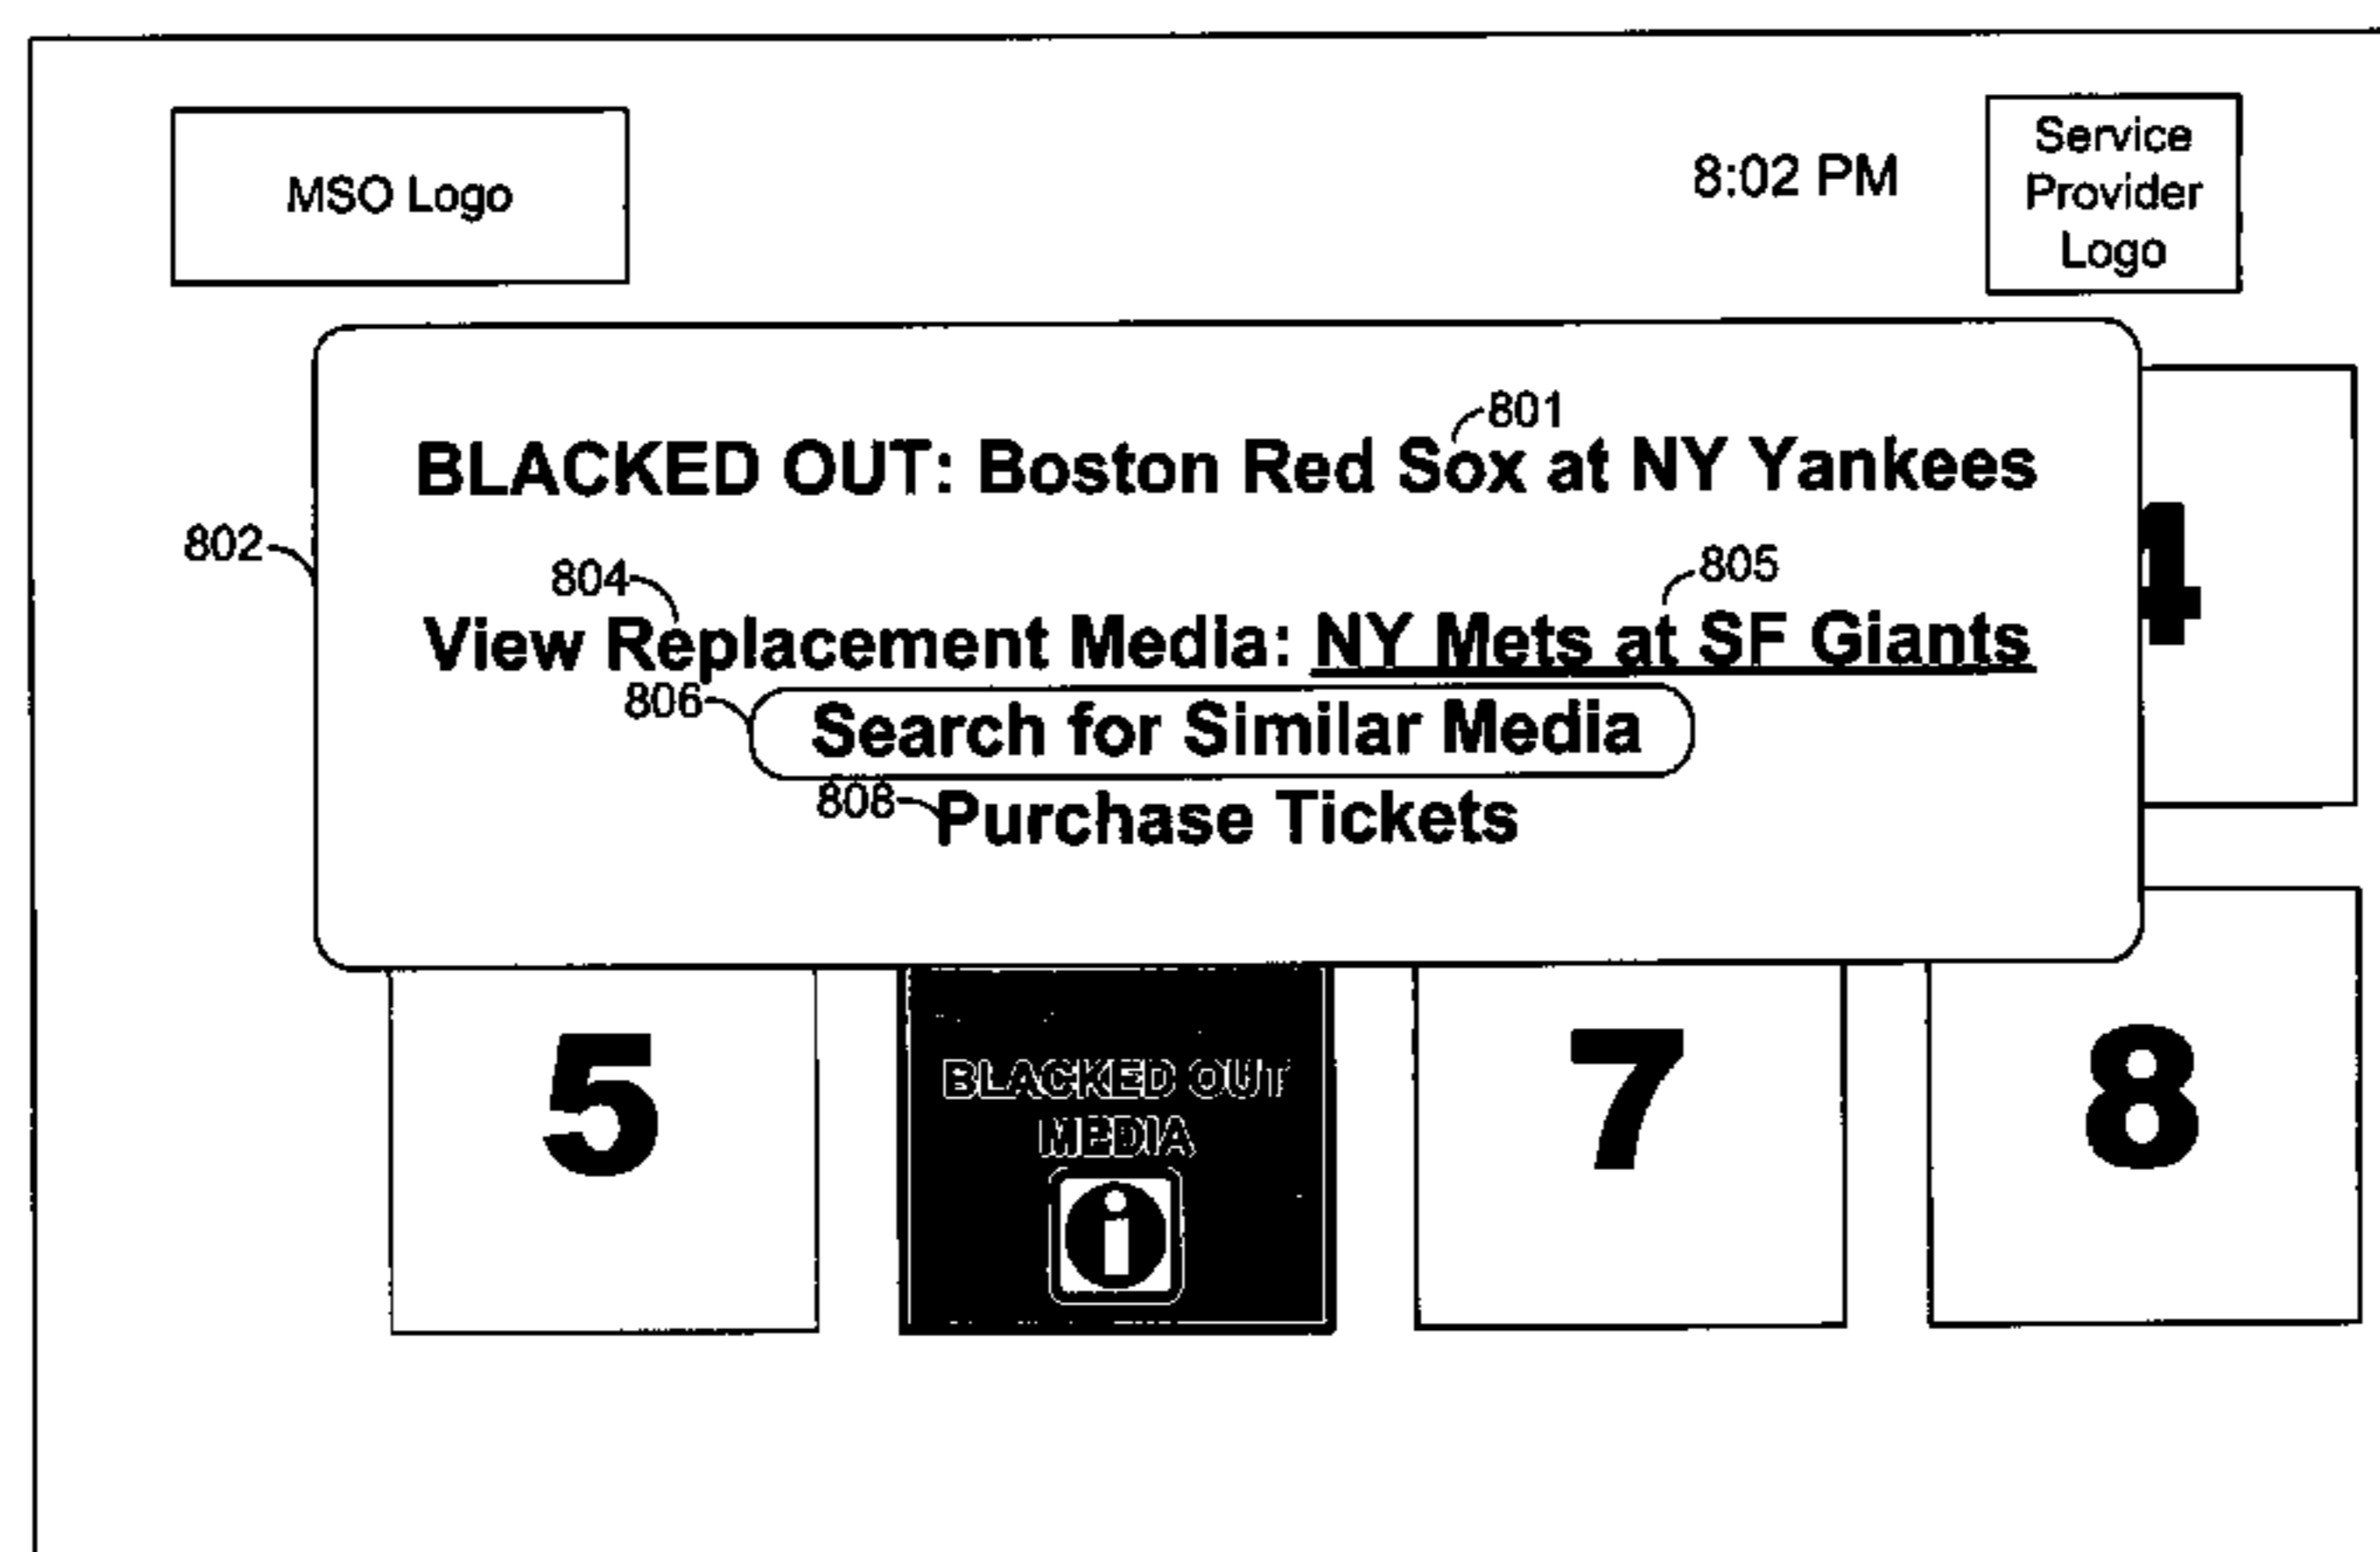 MSO Logo
8:02 PM
Service
Provider
Logo
801
BLACKED OUT: Boston Red Sox at NY Yankees
802
804
805
View Replacement Media: NY Mets at SF Giants
806
Search for Similar Media
808
Purchase Tickets
4
5
BLACKED OUT
MEDIA
i
7
8